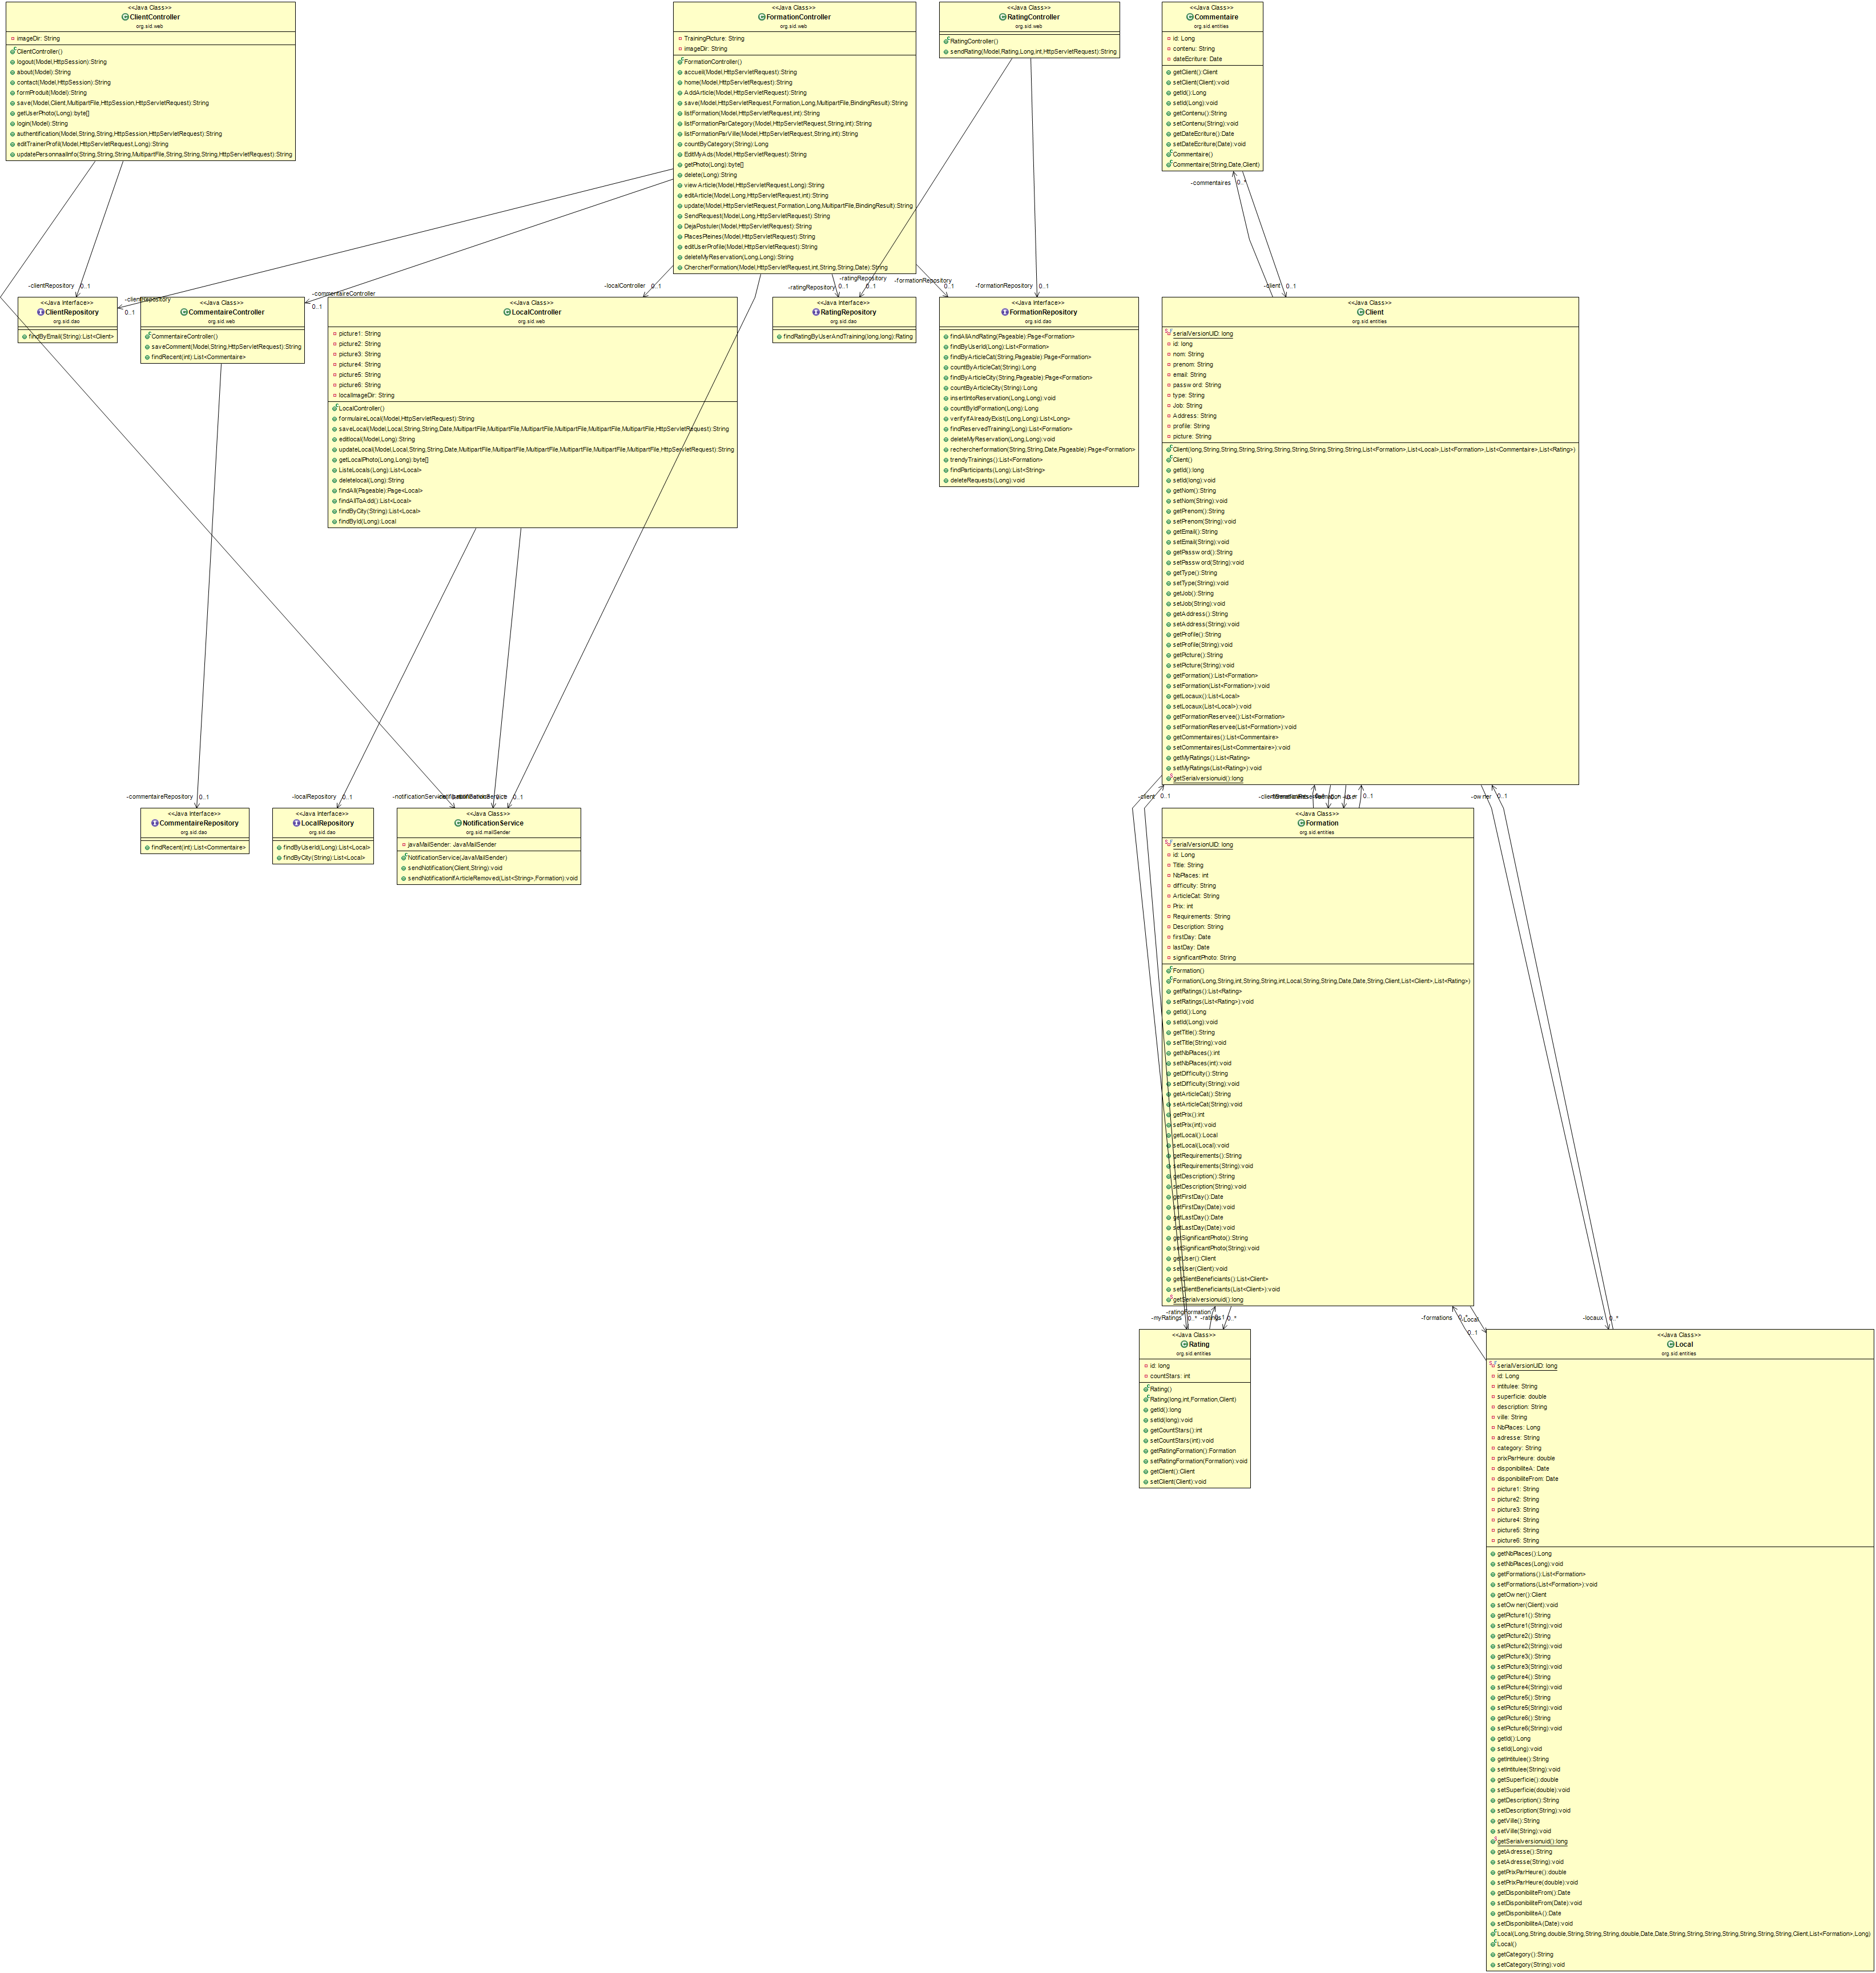 <<Java Class>>
ClientController
org.sid.web
imageDir: String
ClientController()
logout(Model,HttpSession):String
about(Model):String
contact(Model,HttpSession):String
formProduit(Model):String
save(Model,Client,MultipartFile,HttpSession,HttpServletRequest):String
getUserPhoto(Long):byte[]
login(Model):String
authentification(Model,String,String,HttpSession,HttpServletRequest):String
editTrainerProfil(Model,HttpServletRequest,Long):String
updatePersonnaalInfo(String,String,String,MultipartFile,String,String,String,HttpServletRequest):String
<<Java Class>>
FormationController
org.sid.web
TrainingPicture: String
imageDir: String
FormationController()
accueil(Model,HttpServletRequest):String
home(Model,HttpServletRequest):String
AddArticle(Model,HttpServletRequest):String
save(Model,HttpServletRequest,Formation,Long,MultipartFile,BindingResult):String
listFormation(Model,HttpServletRequest,int):String
listFormationParCategory(Model,HttpServletRequest,String,int):String
listFormationParVille(Model,HttpServletRequest,String,int):String
countByCategory(String):Long
EditMyAds(Model,HttpServletRequest):String
getPhoto(Long):byte[]
delete(Long):String
viewArticle(Model,HttpServletRequest,Long):String
editArticle(Model,Long,HttpServletRequest,int):String
update(Model,HttpServletRequest,Formation,Long,MultipartFile,BindingResult):String
SendRequest(Model,Long,HttpServletRequest):String
DejaPostuler(Model,HttpServletRequest):String
PlacesPleines(Model,HttpServletRequest):String
editUserProfile(Model,HttpServletRequest):String
deleteMyReservation(Long,Long):String
ChercherFormation(Model,HttpServletRequest,int,String,String,Date):String
<<Java Class>>
RatingController
org.sid.web
RatingController()
sendRating(Model,Rating,Long,int,HttpServletRequest):String
<<Java Class>>
Commentaire
org.sid.entities
id: Long
contenu: String
dateEcriture: Date
getClient():Client
setClient(Client):void
getId():Long
setId(Long):void
getContenu():String
setContenu(String):void
getDateEcriture():Date
setDateEcriture(Date):void
Commentaire()
Commentaire(String,Date,Client)
-commentaires 0..*
-clientRepository 0..1
-clientRepository
0..1
-commentaireController
0..1
-localController 0..1
-ratingRepository
0..1
-ratingRepository
0..1
-formationRepository
0..1
-formationRepository 0..1
-client 0..1
<<Java Interface>>
ClientRepository
org.sid.dao
findByEmail(String):List<Client>
<<Java Class>>
CommentaireController
org.sid.web
CommentaireController()
saveComment(Model,String,HttpServletRequest):String
findRecent(int):List<Commentaire>
<<Java Class>>
LocalController
org.sid.web
picture1: String
picture2: String
picture3: String
picture4: String
picture5: String
picture6: String
localImageDir: String
LocalController()
formulaireLocal(Model,HttpServletRequest):String
saveLocal(Model,Local,String,String,Date,MultipartFile,MultipartFile,MultipartFile,MultipartFile,MultipartFile,MultipartFile,HttpServletRequest):String
editlocal(Model,Long):String
updateLocal(Model,Local,String,String,Date,MultipartFile,MultipartFile,MultipartFile,MultipartFile,MultipartFile,MultipartFile,HttpServletRequest):String
getLocalPhoto(Long,Long):byte[]
ListeLocals(Long):List<Local>
deletelocal(Long):String
findAll(Pageable):Page<Local>
findAllToAdd():List<Local>
findByCity(String):List<Local>
findById(Long):Local
<<Java Interface>>
RatingRepository
org.sid.dao
findRatingByUserAndTraining(long,long):Rating
<<Java Interface>>
FormationRepository
org.sid.dao
findAllAndRating(Pageable):Page<Formation>
findByUserId(Long):List<Formation>
findByArticleCat(String,Pageable):Page<Formation>
countByArticleCat(String):Long
findByArticleCity(String,Pageable):Page<Formation>
countByArticleCity(String):Long
insertIntoReservation(Long,Long):void
countByIdFormation(Long):Long
verifyIfAlreadyExist(Long,Long):List<Long>
findReservedTraining(Long):List<Formation>
deleteMyReservation(Long,Long):void
rechercherformation(String,String,Date,Pageable):Page<Formation>
trendyTrainings():List<Formation>
findParticipants(Long):List<String>
deleteRequests(Long):void
<<Java Class>>
Client
org.sid.entities
serialVersionUID: long
id: long
nom: String
prenom: String
email: String
password: String
type: String
Job: String
Address: String
profile: String
picture: String
Client(long,String,String,String,String,String,String,String,String,String,List<Formation>,List<Local>,List<Formation>,List<Commentaire>,List<Rating>)
Client()
getId():long
setId(long):void
getNom():String
setNom(String):void
getPrenom():String
setPrenom(String):void
getEmail():String
setEmail(String):void
getPassword():String
setPassword(String):void
getType():String
setType(String):void
getJob():String
setJob(String):void
getAddress():String
setAddress(String):void
getProfile():String
setProfile(String):void
getPicture():String
setPicture(String):void
getFormation():List<Formation>
setFormation(List<Formation>):void
getLocaux():List<Local>
setLocaux(List<Local>):void
getFormationReservee():List<Formation>
setFormationReservee(List<Formation>):void
getCommentaires():List<Commentaire>
setCommentaires(List<Commentaire>):void
getMyRatings():List<Rating>
setMyRatings(List<Rating>):void
getSerialversionuid():long
-commentaireRepository 0..1
-localRepository 0..1
-notificationService 0..1
0..1
-client 0..1
0..1
-owner 0..1
<<Java Interface>>
CommentaireRepository
org.sid.dao
findRecent(int):List<Commentaire>
<<Java Interface>>
LocalRepository
org.sid.dao
findByUserId(Long):List<Local>
findByCity(String):List<Local>
<<Java Class>>
NotificationService
org.sid.mailSender
javaMailSender: JavaMailSender
NotificationService(JavaMailSender)
sendNotification(Client,String):void
sendNotificationIfArticleRemoved(List<String>,Formation):void
<<Java Class>>
Formation
org.sid.entities
serialVersionUID: long
id: Long
Title: String
NbPlaces: int
difficulty: String
ArticleCat: String
Prix: int
Requirements: String
Description: String
firstDay: Date
lastDay: Date
significantPhoto: String
Formation()
Formation(Long,String,int,String,String,int,Local,String,String,Date,Date,String,Client,List<Client>,List<Rating>)
getRatings():List<Rating>
setRatings(List<Rating>):void
getId():Long
setId(Long):void
getTitle():String
setTitle(String):void
getNbPlaces():int
setNbPlaces(int):void
getDifficulty():String
setDifficulty(String):void
getArticleCat():String
setArticleCat(String):void
getPrix():int
setPrix(int):void
getLocal():Local
setLocal(Local):void
getRequirements():String
setRequirements(String):void
getDescription():String
setDescription(String):void
getFirstDay():Date
setFirstDay(Date):void
getLastDay():Date
setLastDay(Date):void
getSignificantPhoto():String
setSignificantPhoto(String):void
getUser():Client
setUser(Client):void
getClientBeneficiants():List<Client>
setClientBeneficiants(List<Client>):void
getSerialversionuid():long
-ratingFormation
-myRatings 0..*
-ratings 0..*
-formations 0..*
-Local
0..1
-locaux 0..*
<<Java Class>>
Rating
org.sid.entities
id: long
countStars: int
Rating()
Rating(long,int,Formation,Client)
getId():long
setId(long):void
getCountStars():int
setCountStars(int):void
getRatingFormation():Formation
setRatingFormation(Formation):void
getClient():Client
setClient(Client):void
<<Java Class>>
Local
org.sid.entities
serialVersionUID: long
id: Long
intitulee: String
superficie: double
description: String
ville: String
NbPlaces: Long
adresse: String
category: String
prixParHeure: double
disponibiliteA: Date
disponibiliteFrom: Date
picture1: String
picture2: String
picture3: String
picture4: String
picture5: String
picture6: String
getNbPlaces():Long
setNbPlaces(Long):void
getFormations():List<Formation>
setFormations(List<Formation>):void
getOwner():Client
setOwner(Client):void
getPicture1():String
setPicture1(String):void
getPicture2():String
setPicture2(String):void
getPicture3():String
setPicture3(String):void
getPicture4():String
setPicture4(String):void
getPicture5():String
setPicture5(String):void
getPicture6():String
setPicture6(String):void
getId():Long
setId(Long):void
getIntitulee():String
setIntitulee(String):void
getSuperficie():double
setSuperficie(double):void
getDescription():String
setDescription(String):void
getVille():String
setVille(String):void
getSerialversionuid():long
getAdresse():String
setAdresse(String):void
getPrixParHeure():double
setPrixParHeure(double):void
getDisponibiliteFrom():Date
setDisponibiliteFrom(Date):void
getDisponibiliteA():Date
setDisponibiliteA(Date):void
Local(Long,String,double,String,String,String,double,Date,Date,String,String,String,String,String,String,String,Client,List<Formation>,Long)
Local()
getCategory():String
setCategory(String):void